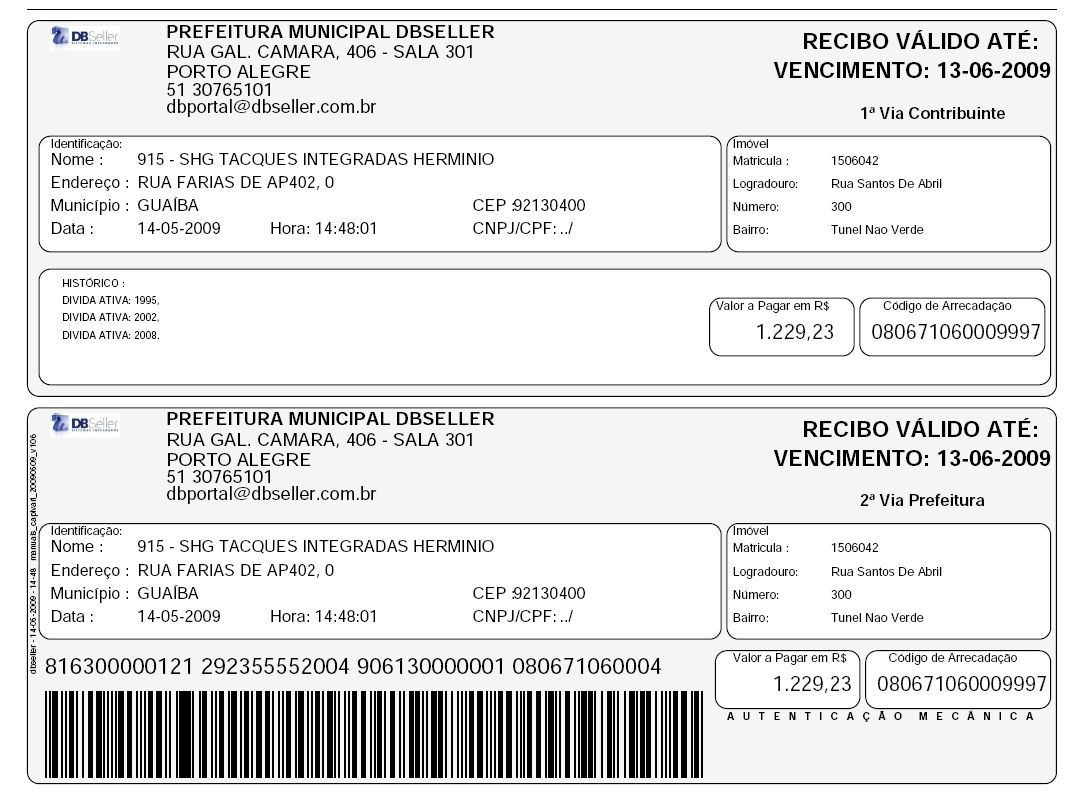 DBSeller
SISTEMAS INTEGRADOS
PREFEITURA MUNICIPAL DBSELLER
RUA GAL. CAMARA, 406 - SALA 301
PORTO ALEGRE
51 30765101
dbportal@dbseller.com.br
RECIBO VÁLIDO ATÉ:
VENCIMENTO: 13-06-2009
1ª Via Contribuinte
Identificação:
Nome : 915 - SHG TACQUES INTEGRADAS HERMINIO
Endereço : RUA FARIAS DE AP402, 0
Município : GUAÍBA CEP :92130400
Data : 14-05-2009 Hora: 14:48:01 CNPJ/CPF: ../
Imóvel
Matricula : 1506042
Logradouro: Rua Santos De Abril
Número: 300
Bairro: Tunel Nao Verde
HISTÓRICO :
DIVIDA ATIVA: 1995,
DIVIDA ATIVA: 2002,
DIVIDA ATIVA: 2008.
Valor a Pagar em R$
1.229,23
Código de Arrecadação
080671060009997
DBSeller
SISTEMAS INTEGRADOS
PREFEITURA MUNICIPAL DBSELLER
RUA GAL. CAMARA, 406 - SALA 301
PORTO ALEGRE
51 30765101
dbportal@dbseller.com.br
RECIBO VÁLIDO ATÉ:
VENCIMENTO: 13-06-2009
2ª Via Prefeitura
Identificação:
Nome : 915 - SHG TACQUES INTEGRADAS HERMINIO
Endereço : RUA FARIAS DE AP402, 0
Município : GUAÍBA CEP :92130400
Data : 14-05-2009 Hora: 14:48:01 CNPJ/CPF: ../
Imóvel
Matricula : 1506042
Logradouro: Rua Santos De Abril
Número: 300
Bairro: Tunel Nao Verde
816300000121 292355552004 906130000001 080671060004
Valor a Pagar em R$
1.229,23
Código de Arrecadação
080671060009997
AUTENTICAÇÃO MECÂNICA
dbseller - 14-05-2009 - 14-48